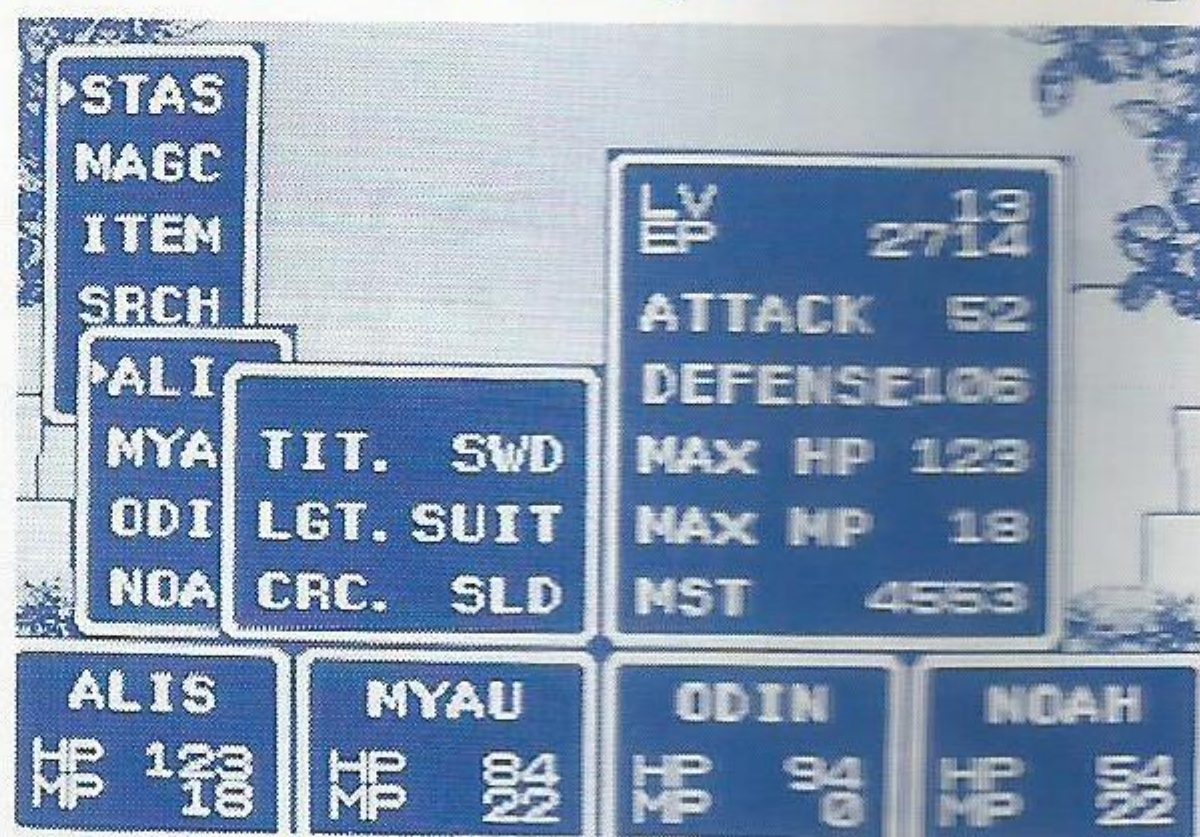 STAS
MAGC
ITEM
SRCH
ALI
MYA
ODI
NOA
TIT. SWD
LGT. SUIT
CRC. SLD
LV 13
EP 2714
ATTACK 52
DEFENSE106
MAX HP 123
MAX MP 18
MST 4553
ALIS
HP 123
MP 18
MYAU
HP 84
MP 22
ODIN
HP 94
MP 0
NOAH
HP 54
MP 22